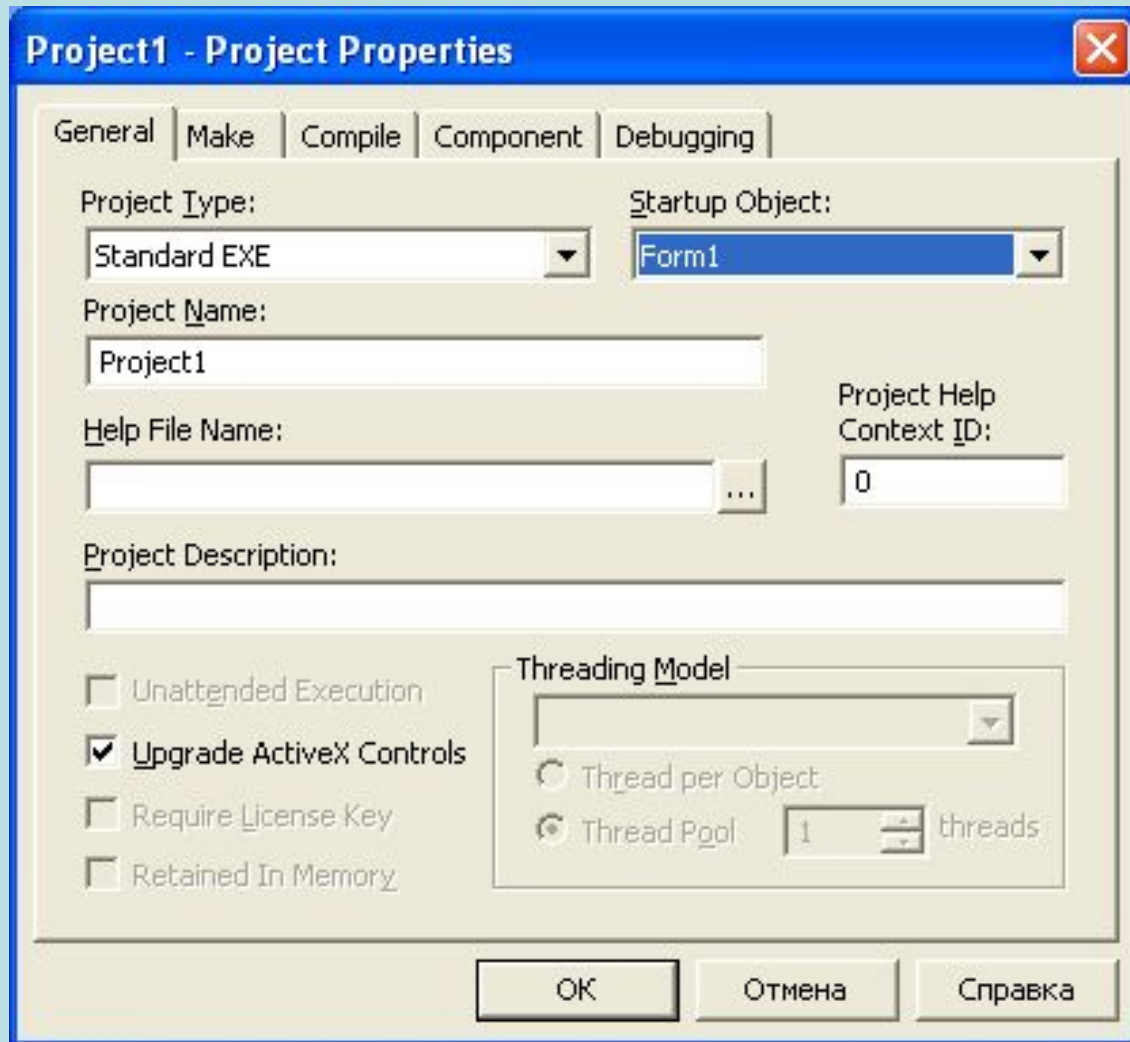 Project1 - Project Properties
General Make Compile Component Debugging
Project Type: Startup Object:
Standard EXE Form1
Project Name:
Project1
Project Help
Context ID:
Help File Name:
... 0
Project Description:
Unattended Execution
Upgrade ActiveX Controls
Require License Key
Retained In Memory
Threading Model
Thread per Object
Thread Pool 1 threads
OK Отмена Справка